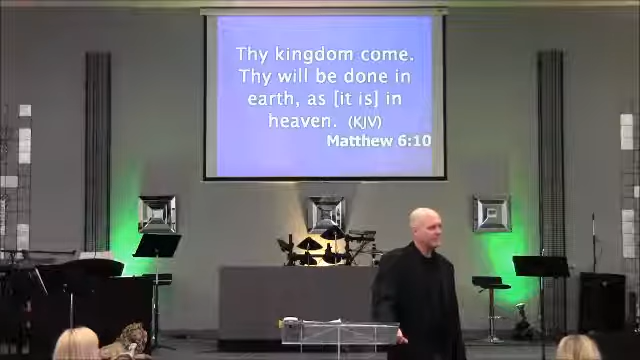 Thy kingdom come.
Thy will be done in
earth, as [it is] in
heaven. (KJV)
Matthew 6:10